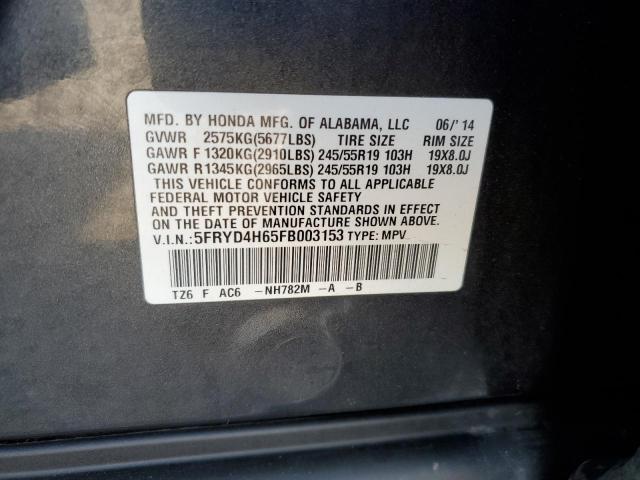 MFD. BY HONDA MFG. OF ALABAMA, LLC 06/'14
GVWR 2575KG(5677LBS) TIRE SIZE RIM SIZE
GAWR F 1320KG(2910LBS) 245/55R19 103H 19X8.0J
GAWR R1345KG(2965LBS) 245/55R19 103H 19X8.0J
THIS VEHICLE CONFORMS TO ALL APPLICABLE
FEDERAL MOTOR VEHICLE SAFETY
AND THEFT PREVENTION STANDARDS IN EFFECT
ON THE DATE OF MANUFACTURE SHOWN ABOVE.
V.I.N.:5FRYD4H65FB003153 TYPE: MPV
TZ6 F AC6 -NH782M -A -B